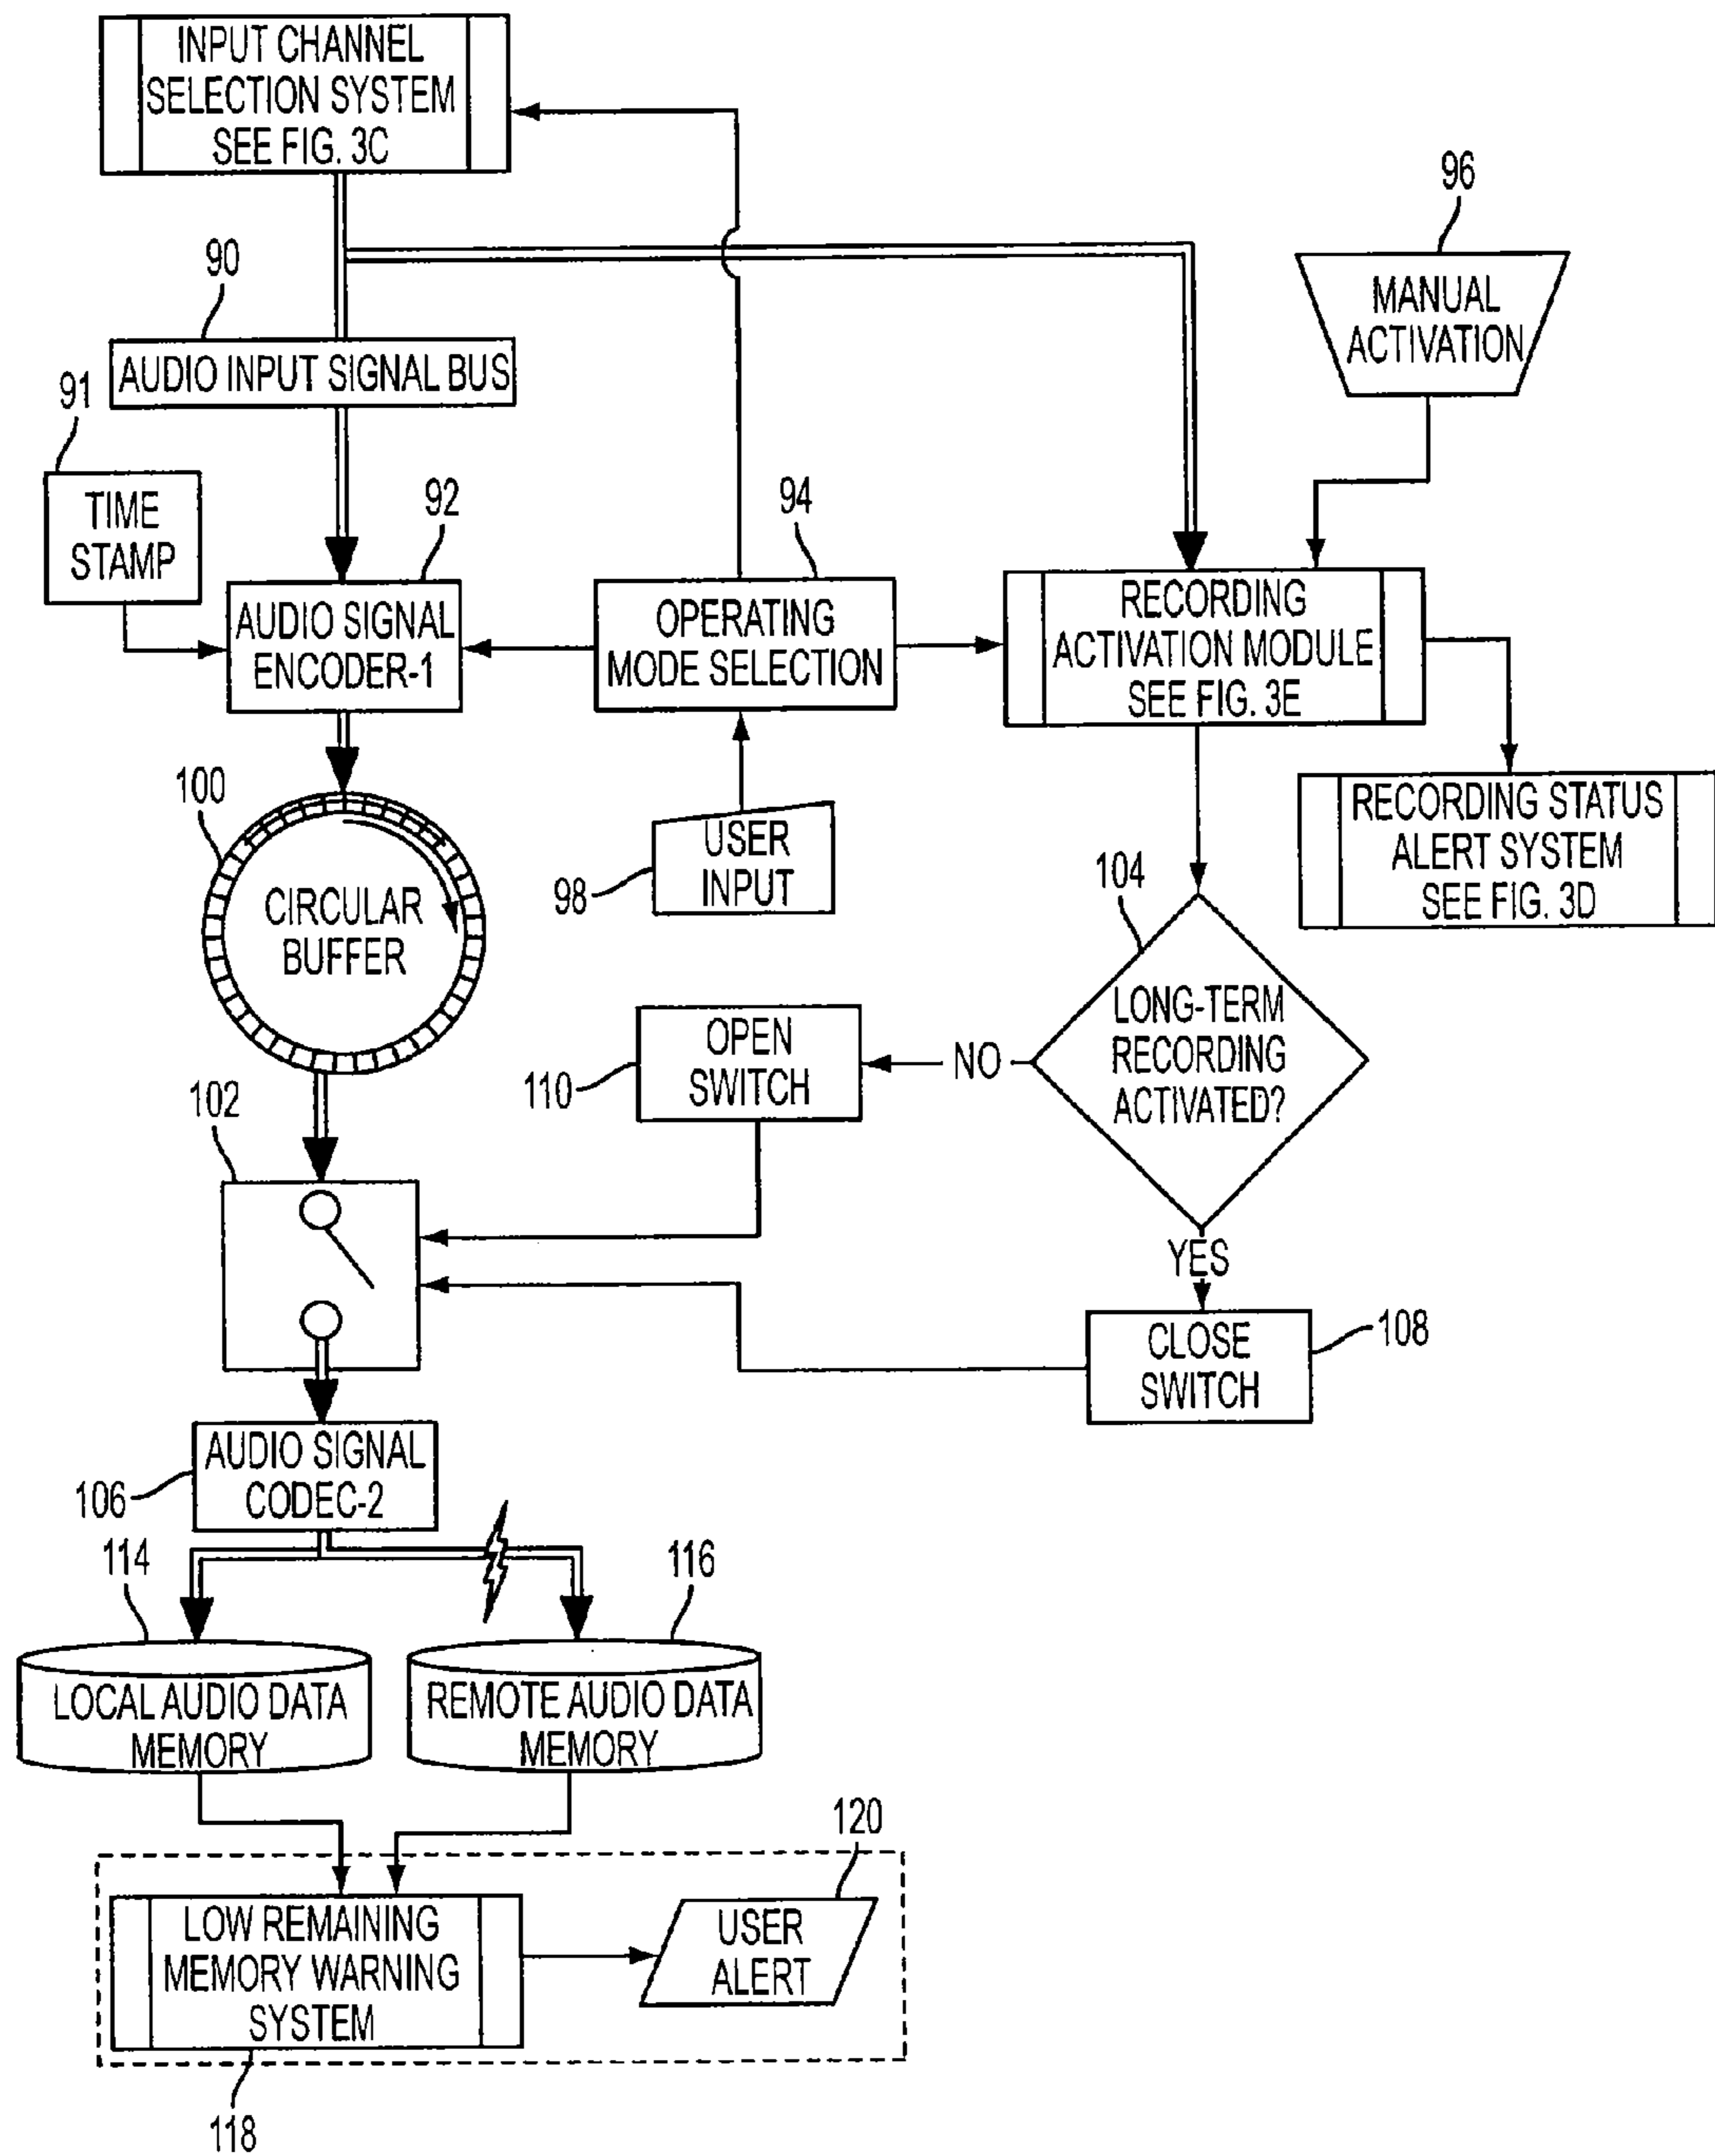 INPUT CHANNEL
SELECTION SYSTEM
SEE FIG. 3C
96
MANUAL
ACTIVATION
90
AUDIO INPUT SIGNAL BUS
91
TIME
STAMP
92
AUDIO SIGNAL
ENCODER-1
94
OPERATING
MODE SELECTION
RECORDING
ACTIVATION MODULE
SEE FIG. 3E
RECORDING STATUS
ALERT SYSTEM
SEE FIG. 3D
100
CIRCULAR
BUFFER
USER
INPUT
98
104
LONG-TERM
RECORDING
ACTIVATED?
NO
OPEN
SWITCH
110
102
YES
CLOSE
SWITCH
108
AUDIO SIGNAL
CODEC-2
106
114
116
LOCAL AUDIO DATA
MEMORY
REMOTE AUDIO DATA
MEMORY
120
LOW REMAINING
MEMORY WARNING
SYSTEM
USER
ALERT
118